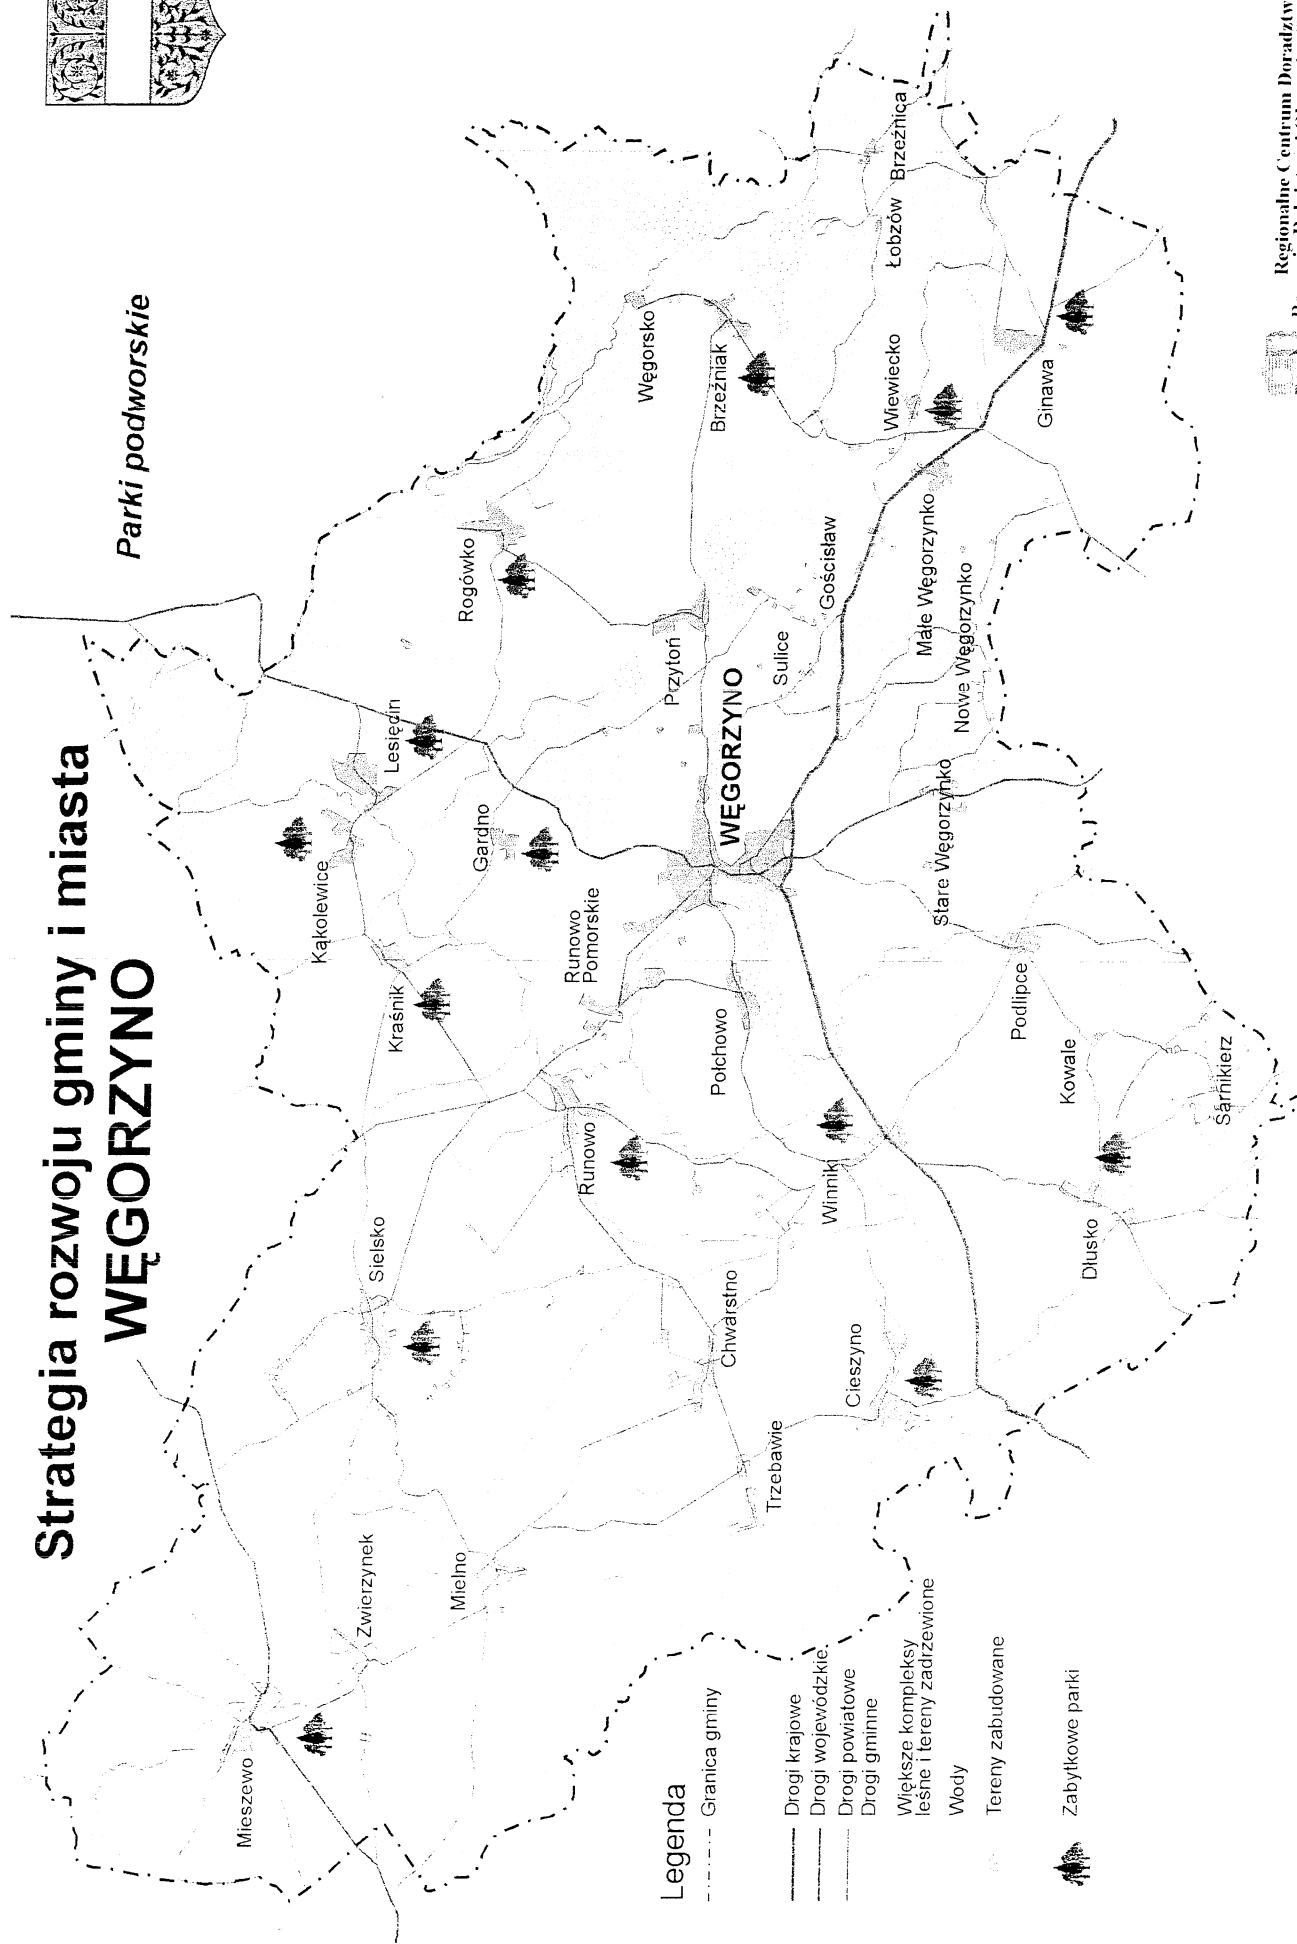 Strategia rozwoju gminy i miasta
WĘGORZYNO
Parki podworskie
Mieszewo
Zwierzynek
Mielno
Sielsko
Kraśnik
Kąkolewice
Lesięcin
Gardno
Rogówko
Runowo
Pomorskie
Runowo
Przytoń
WĘGORZYNO
Węgorsko
Brzeźniak
Połchowo
Chwarstno
Trzebawie
Cieszyno
Winniki
Sulice
Gościsław
Wiewiecko
Łobzów
Brzeźnica
Małe Węgorzynko
Nowe Węgorzynko
Stare Węgorzynko
Ginawa
Podlipce
Kowale
Dłusko
Sarnikierz
Legenda
Granica gminy
Drogi krajowe
Drogi wojewódzkie
Drogi powiatowe
Drogi gminne
Większe kompleksy
leśne i tereny zadrzewione
Wody
Tereny zabudowane
Zabytkowe parki
Regionalne Centrum Doradztw